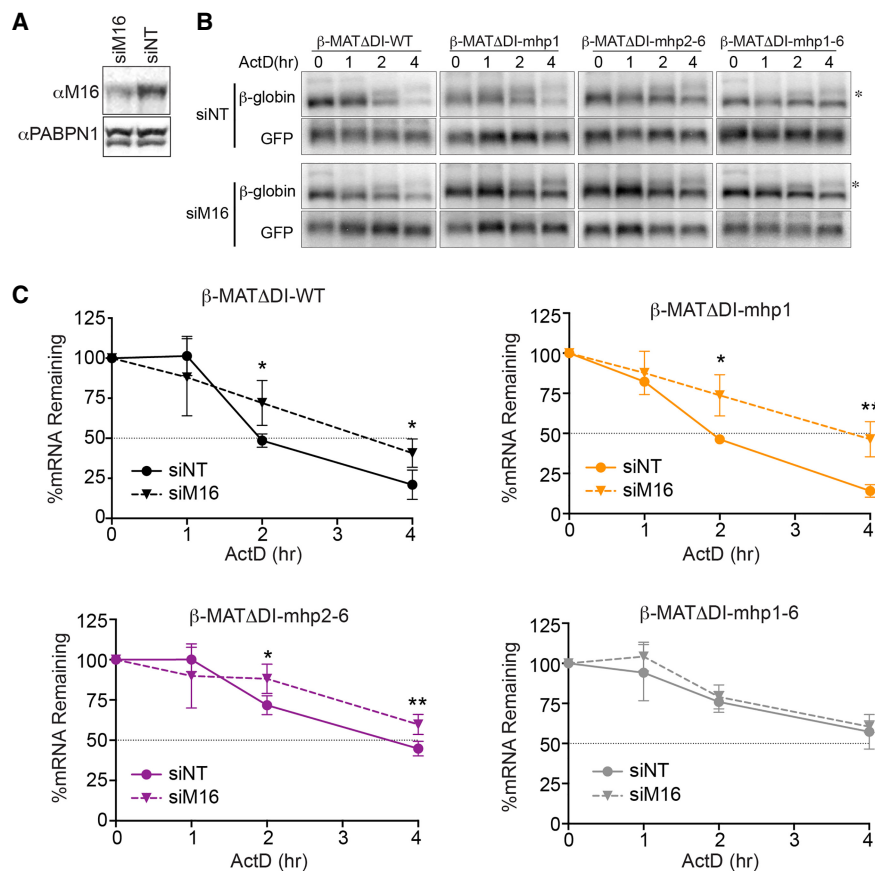 A
siM16 siNT
αM16
αPABPN1
B
β-MATΔDI-WT β-MATΔDI-mhp1 β-MATΔDI-mhp2-6 β-MATΔDI-mhp1-6
ActD(hr) 0 1 2 4 0 1 2 4 0 1 2 4 0 1 2 4
siNT
β-globin *
GFP
siM16
β-globin *
GFP
C
β-MATΔDI-WT
%mRNA Remaining
125
100
75
50
25
0
* *
siNT
siM16
0 1 2 3 4
ActD (hr)
β-MATΔDI-mhp1
%mRNA Remaining
125
100
75
50
25
0
* **
siNT
siM16
0 1 2 3 4
ActD (hr)
β-MATΔDI-mhp2-6
%mRNA Remaining
125
100
75
50
25
0
* **
siNT
siM16
0 1 2 3 4
ActD (hr)
β-MATΔDI-mhp1-6
%mRNA Remaining
125
100
75
50
25
0
siNT
siM16
0 1 2 3 4
ActD (hr)